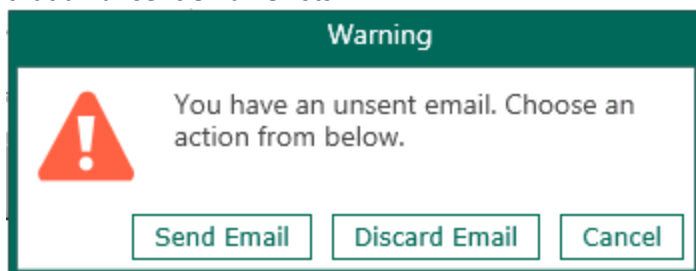 Warning
You have an unsent email. Choose an
action from below.
Send Email Discard Email Cancel